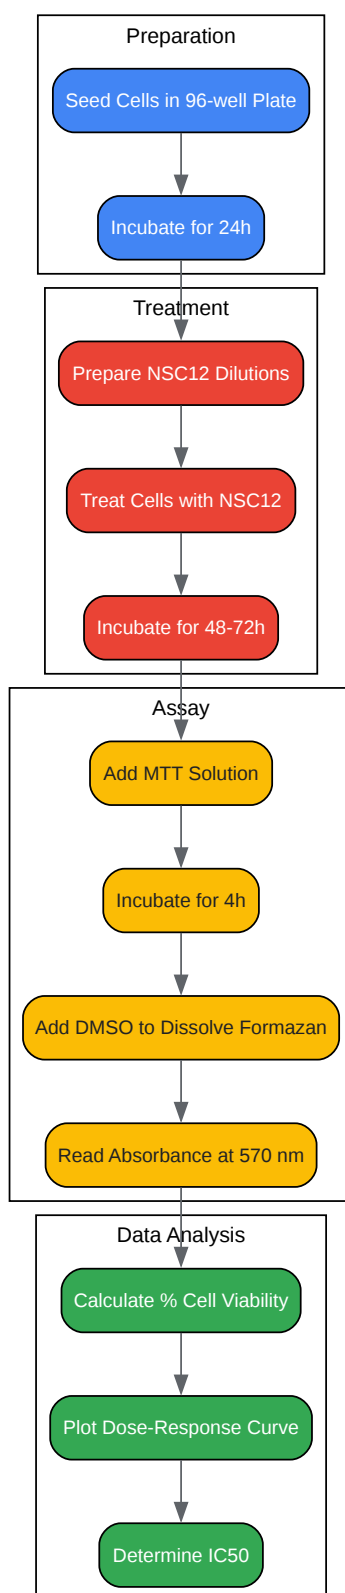 Preparation
Seed Cells in 96-well Plate
Incubate for 24h
Treatment
Prepare NSC12 Dilutions
Treat Cells with NSC12
Incubate for 48-72h
Assay
Add MTT Solution
Incubate for 4h
Add DMSO to Dissolve Formazan
Read Absorbance at 570 nm
Data Analysis
Calculate % Cell Viability
Plot Dose-Response Curve
Determine IC50